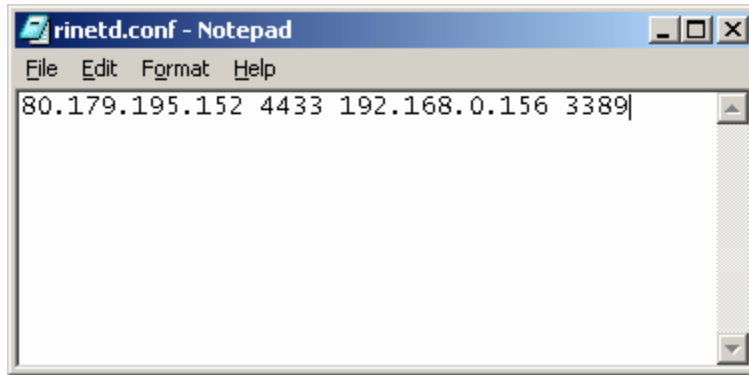 rinetd.conf - Notepad
File Edit Format Help
80.179.195.152 4433 192.168.0.156 3389